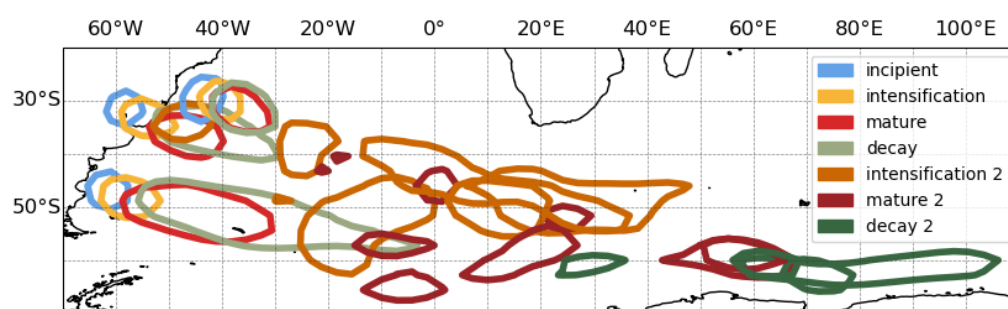 60°W 40°W 20°W 0° 20°E 40°E 60°E 80°E 100°E
30°S
50°S
incipient
intensification
mature
decay
intensification 2
mature 2
decay 2